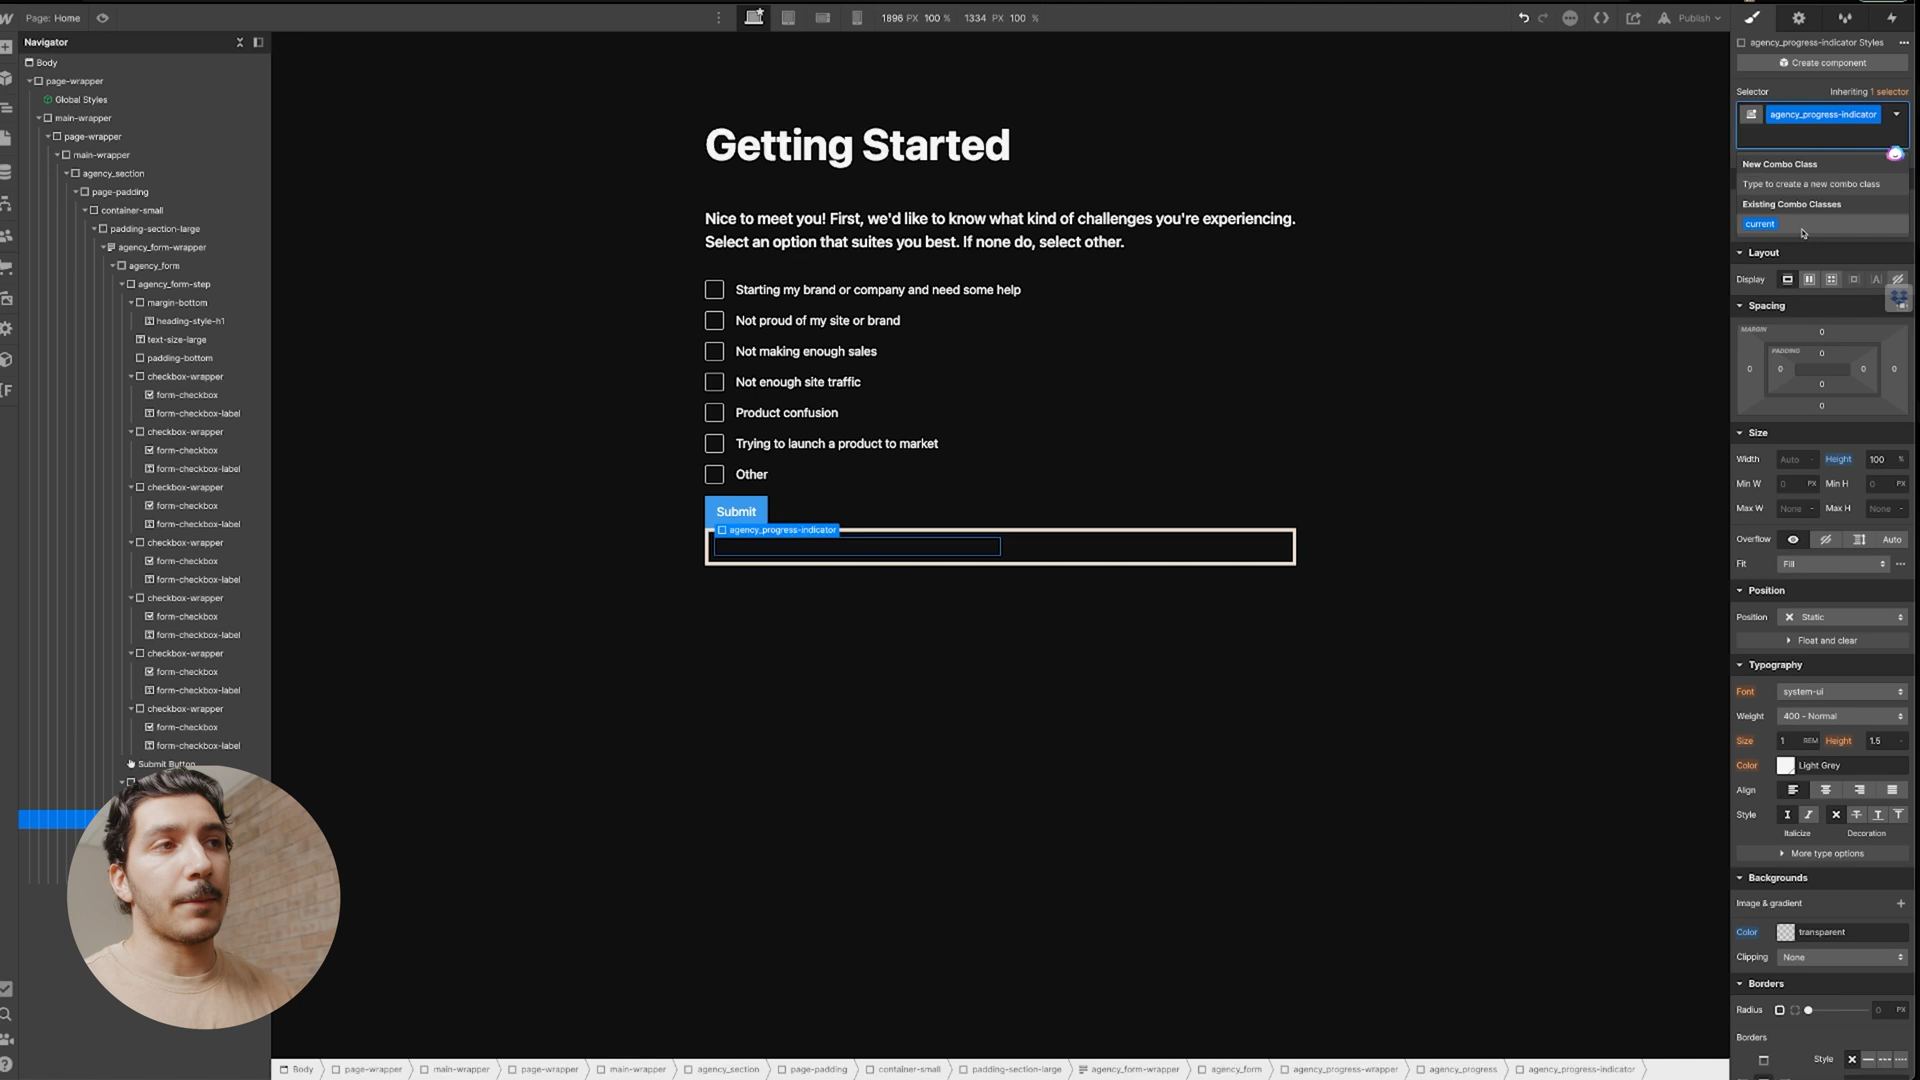 Page: Home
1896 PX 100 % 1334 PX 100 %
Publish
Navigator
Body
page-wrapper
Global Styles
main-wrapper
page-wrapper
main-wrapper
agency_section
page-padding
container-small
padding-section-large
agency_form-wrapper
agency_form
agency_form-step
margin-bottom
heading-style-h1
text-size-large
padding-bottom
checkbox-wrapper
form-checkbox
form-checkbox-label
checkbox-wrapper
form-checkbox
form-checkbox-label
checkbox-wrapper
form-checkbox
form-checkbox-label
checkbox-wrapper
form-checkbox
form-checkbox-label
checkbox-wrapper
form-checkbox
form-checkbox-label
checkbox-wrapper
form-checkbox
form-checkbox-label
checkbox-wrapper
form-checkbox
form-checkbox-label
Submit Button
Getting Started
Nice to meet you! First, we'd like to know what kind of challenges you're experiencing.
Select an option that suites you best. If none do, select other.
Starting my brand or company and need some help
Not proud of my site or brand
Not making enough sales
Not enough site traffic
Product confusion
Trying to launch a product to market
Other
Submit
agency_progress-indicator
agency_progress-indicator Styles
Create component
Selector Inheriting 1 selector
agency_progress-indicator
New Combo Class
Type to create a new combo class
Existing Combo Classes
current
Layout
Display
Spacing
MARGIN 0
PADDING 0
0 0 0 0
0
0
Size
Width Auto - Height 100 %
Min W 0 PX Min H 0 PX
Max W None - Max H None -
Overflow Auto
Fit Fill
Position
Position Static
Float and clear
Typography
Font system-ui
Weight 400 - Normal
Size 1 REM Height 1.5 -
Color Light Grey
Align
Style
Italicize Decoration
More type options
Backgrounds
Image & gradient
Color transparent
Clipping None
Borders
Radius 0 PX
Borders
Style
Body page-wrapper main-wrapper page-wrapper main-wrapper agency_section page-padding container-small padding-section-large agency_form-wrapper agency_form agency_progress-wrapper agency_progress agency_progress-indicator